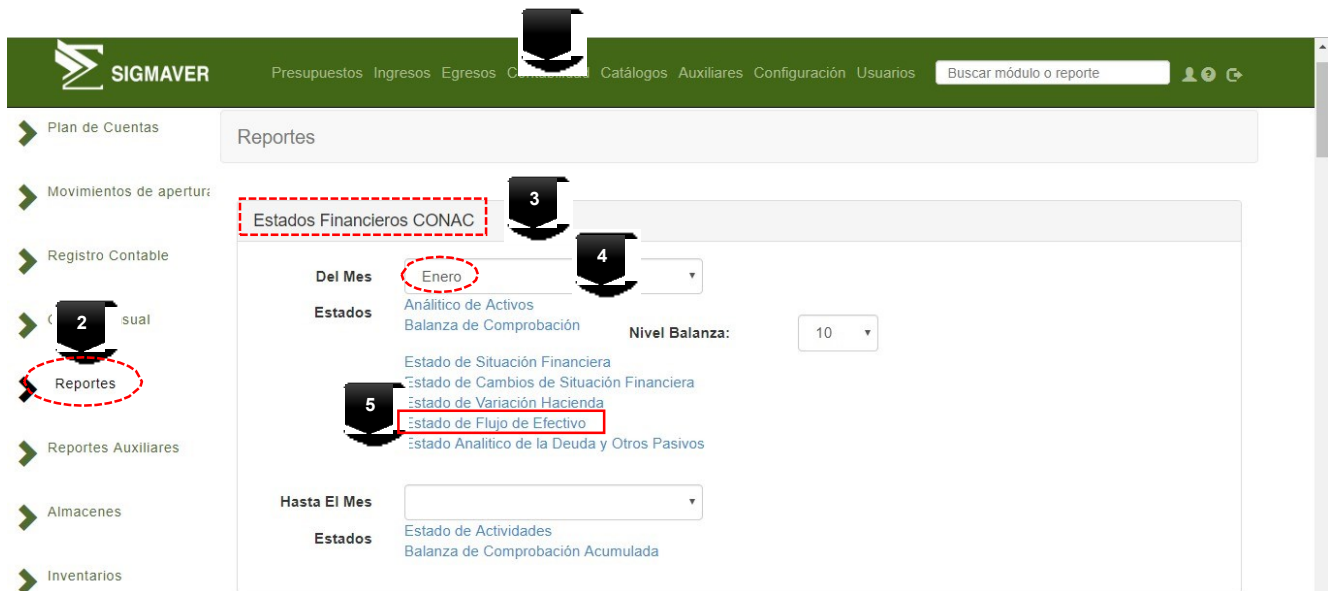 SIGMAVER
Presupuestos Ingresos Egresos Catálogos Auxiliares Configuración Usuarios
Buscar módulo o reporte
Plan de Cuentas
Movimientos de apertura
Registro Contable
2
sual
Reportes
Reportes Auxiliares
Almacenes
Inventarios
Reportes
3
Estados Financieros CONAC
4
Del Mes Enero
Estados
Análitico de Activos
Balanza de Comprobación
Nivel Balanza: 10
Estado de Situación Financiera
Estado de Cambios de Situación Financiera
Estado de Variación Hacienda
5
Estado de Flujo de Efectivo
Estado Analitico de la Deuda y Otros Pasivos
Hasta El Mes
Estados
Estado de Actividades
Balanza de Comprobación Acumulada